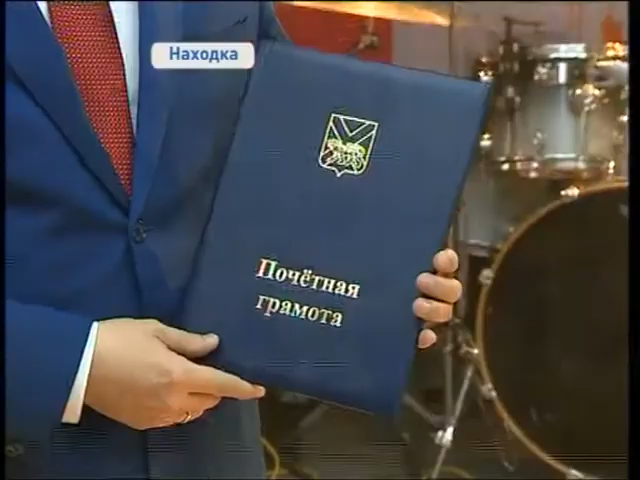 Находка
Почётная
грамота